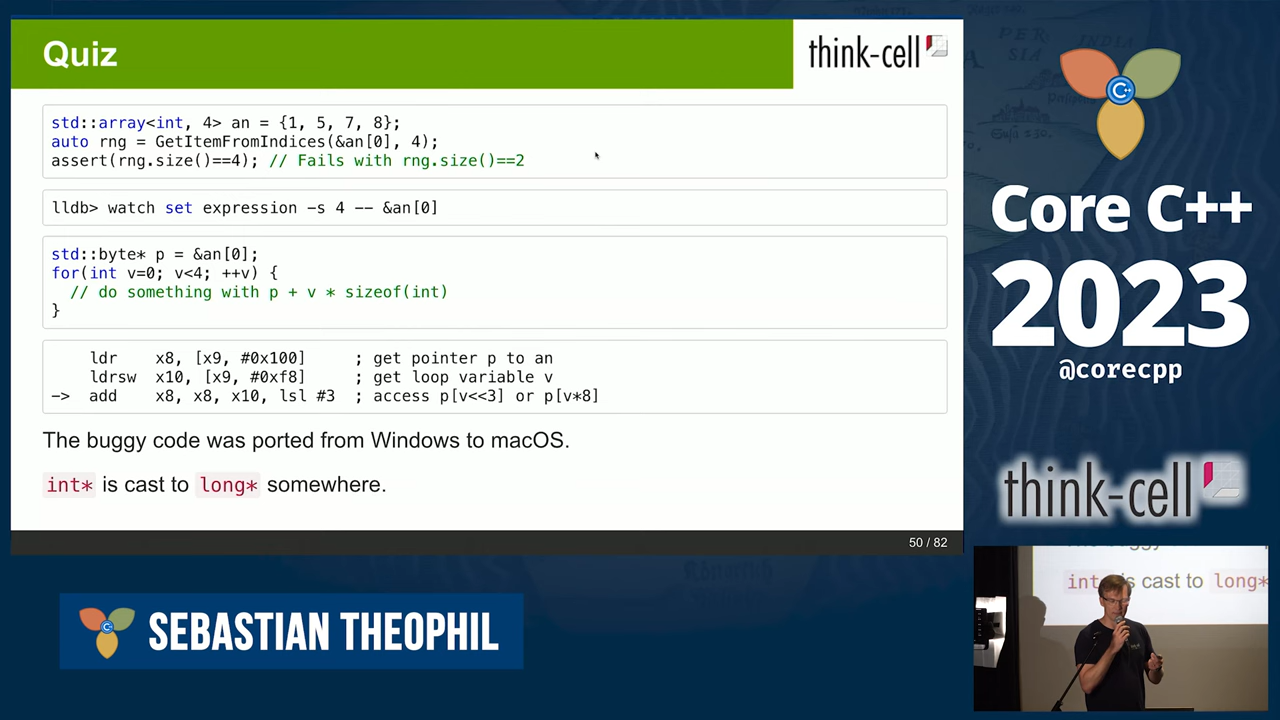 Quiz
think-cell
std::array<int, 4> an = {1, 5, 7, 8};
auto rng = GetItemFromIndices(&an[0], 4);
assert(rng.size()==4); // Fails with rng.size()==2
lldb> watch set expression -s 4 -- &an[0]
std::byte* p = &an[0];
for(int v=0; v<4; ++v) {
// do something with p + v * sizeof(int)
}
ldr x8, [x9, #0x100] ; get pointer p to an
ldrsw x10, [x9, #0xf8] ; get loop variable v
-> add x8, x8, x10, lsl #3 ; access p[v<<3] or p[v*8]
The buggy code was ported from Windows to macOS.
int* is cast to long* somewhere.
50 / 82
C++
Core C++
2023
@corecpp
think-cell
int is cast to long*
C++
SEBASTIAN THEOPHIL